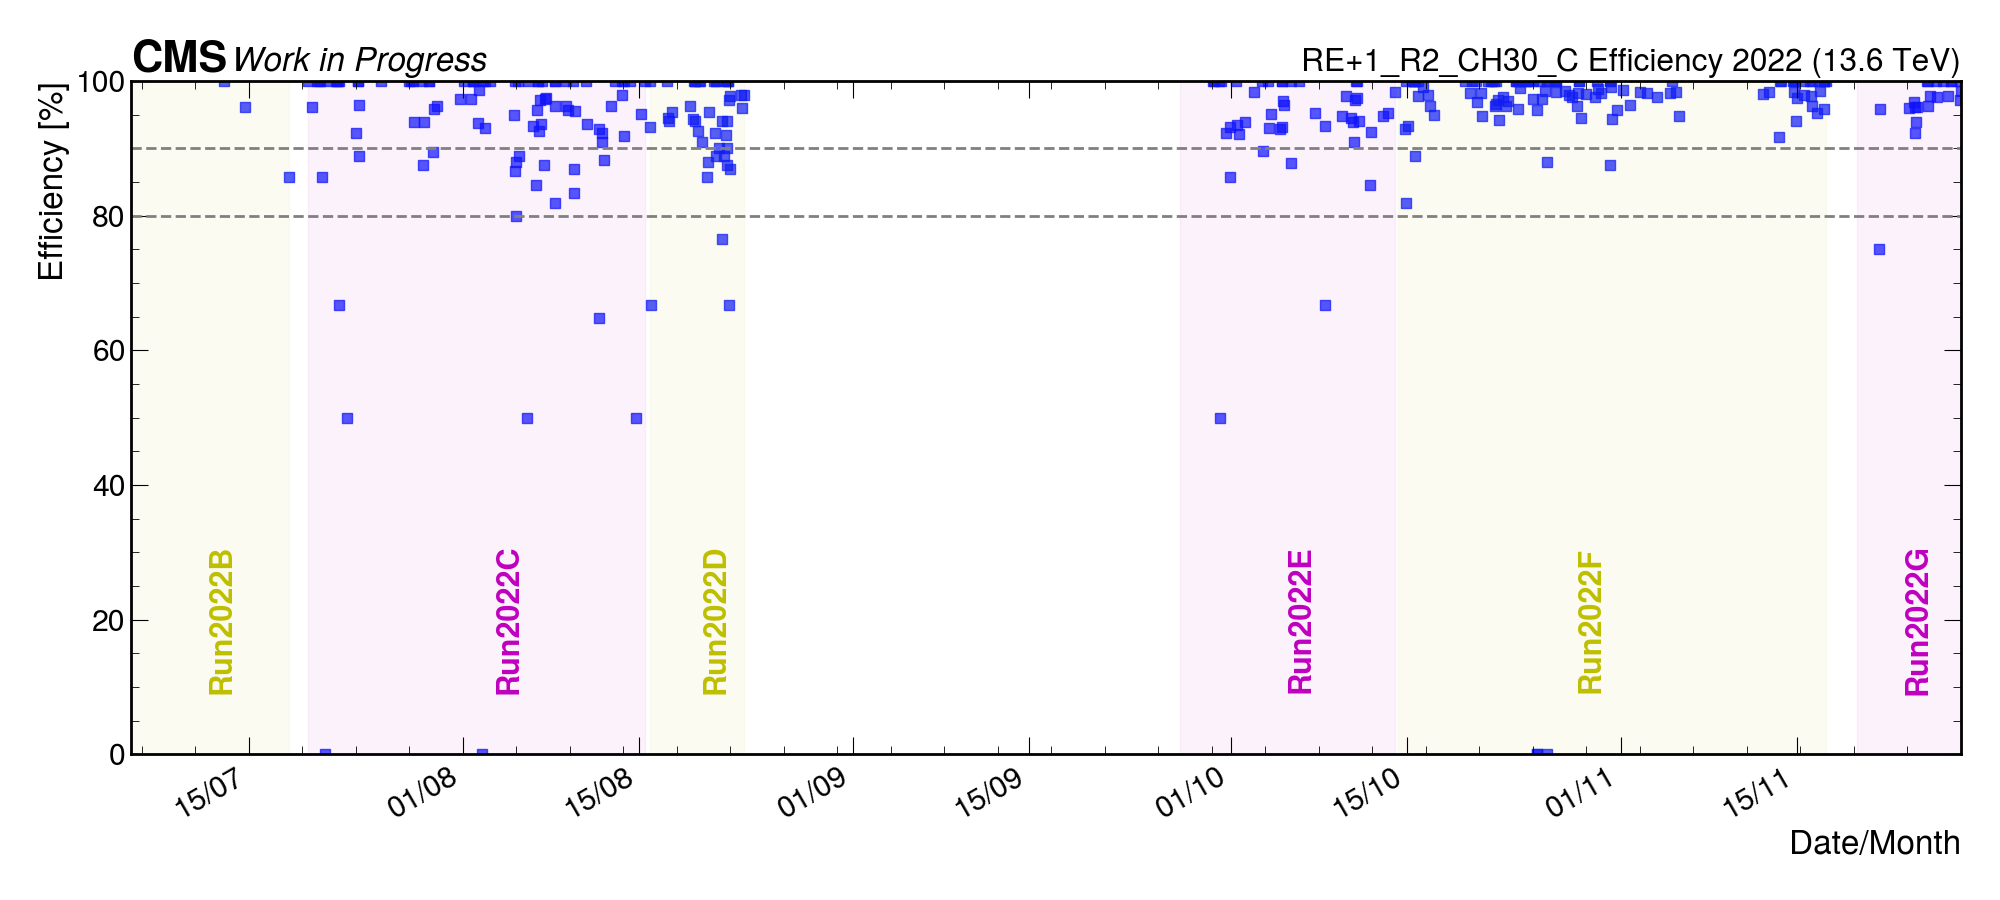 CMS Work in Progress
RE+1_R2_CH30_C Efficiency 2022 (13.6 TeV)
Efficiency [%]
100
80
60
40
20
0
Run2022B
Run2022C
Run2022D
Run2022E
Run2022F
Run2022G
15/07
01/08
15/08
01/09
15/09
01/10
15/10
01/11
15/11
Date/Month